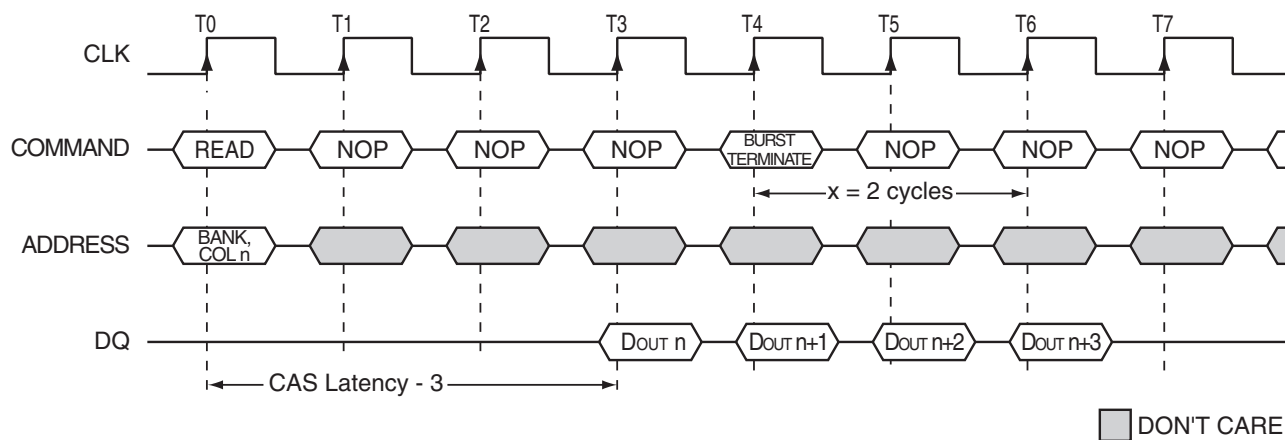 T0 T1 T2 T3 T4 T5 T6 T7
CLK
COMMAND READ NOP NOP NOP BURST TERMINATE NOP NOP NOP
x = 2 cycles
ADDRESS BANK, COL n
DQ DOUT n DOUT n+1 DOUT n+2 DOUT n+3
CAS Latency - 3
DON'T CARE